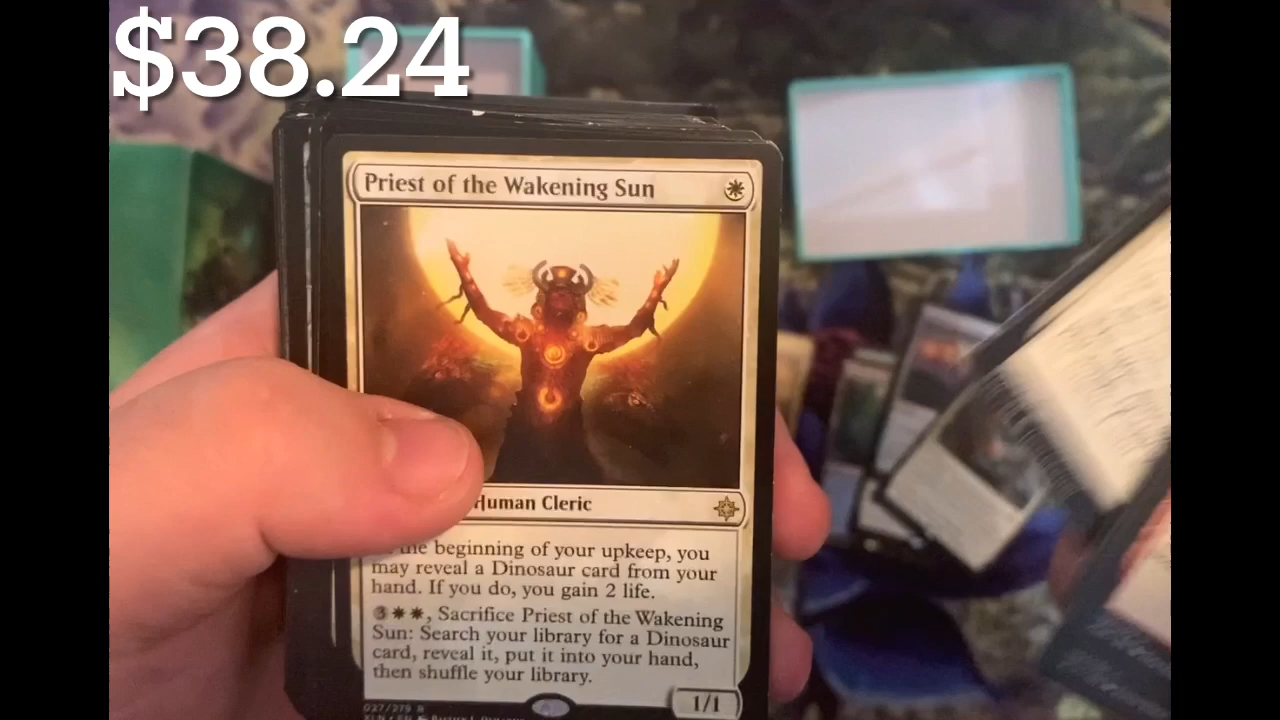 $38.24
Priest of the Wakening Sun
Human Cleric
the beginning of your upkeep, you
may reveal a Dinosaur card from your
hand. If you do, you gain 2 life.
3, Sacrifice Priest of the Wakening
Sun: Search your library for a Dinosaur
card, reveal it, put it into your hand,
then shuffle your library.
1/1
027/279 R
XLN • EN